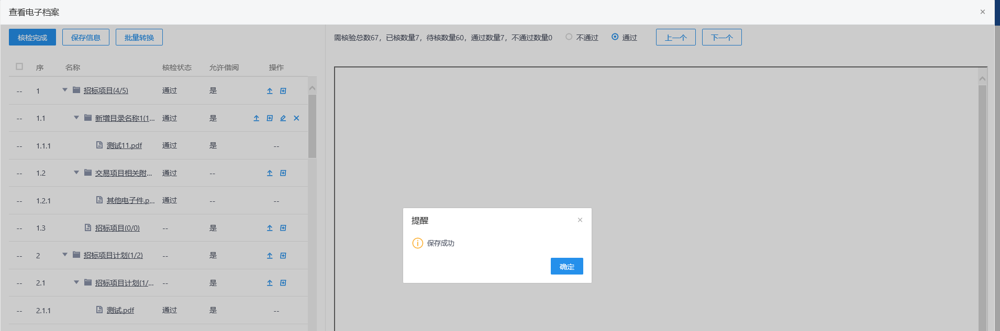 查看电子档案
核检完成 保存信息 批量转换
需核验总数67，已核数量7，待核数量60，通过数量7，不通过数量0 不通过 通过 上一个 下一个
序 名称 核检状态 允许借阅 操作
-- 1 招标项目(4/5) 通过 是
-- 1.1 新增目录名称1(1... 通过 是
-- 1.1.1 测试11.pdf 通过 是 --
-- 1.2 交易项目相关附... 通过 --
-- 1.2.1 其他电子件.p... 通过 -- --
-- 1.3 招标项目(0/0) -- 是
-- 2 招标项目计划(1/2) -- 是
-- 2.1 招标项目计划(1/... -- 是
-- 2.1.1 测试.pdf 通过 是 --
提醒
保存成功
确定